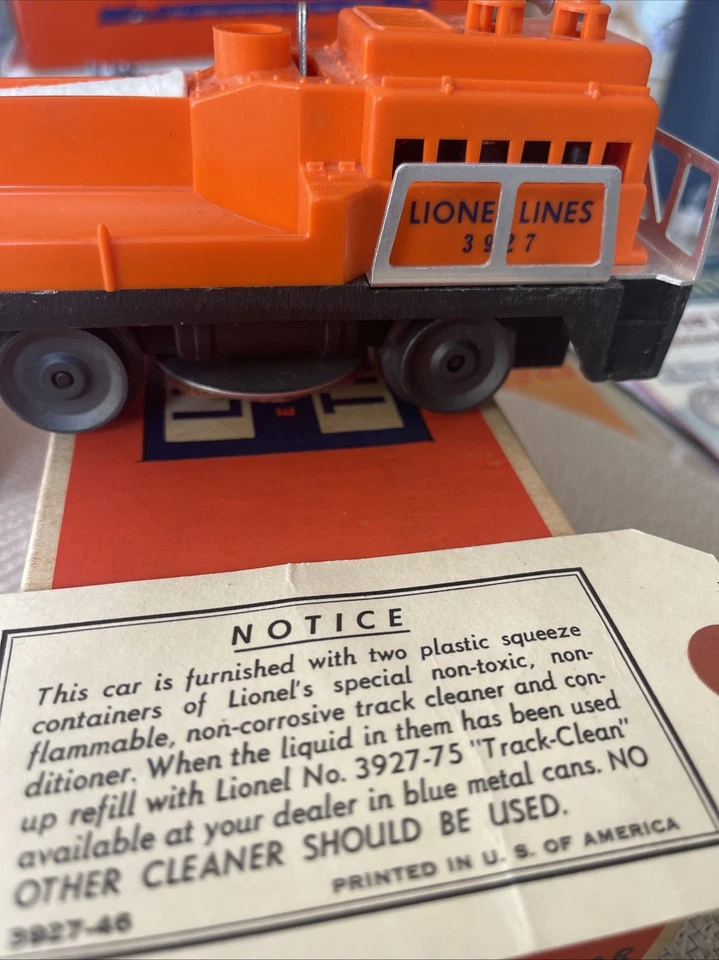 LIONE LINES
3927
NOTICE
This car is furnished with two plastic squeeze
containers of Lionel's special non-toxic, non-
flammable, non-corrosive track cleaner and con-
ditioner. When the liquid in them has been used
up refill with Lionel No. 3927-75 "Track-Clean"
available at your dealer in blue metal cans. NO
OTHER CLEANER SHOULD BE USED.
PRINTED IN U. S. OF AMERICA
3927-46